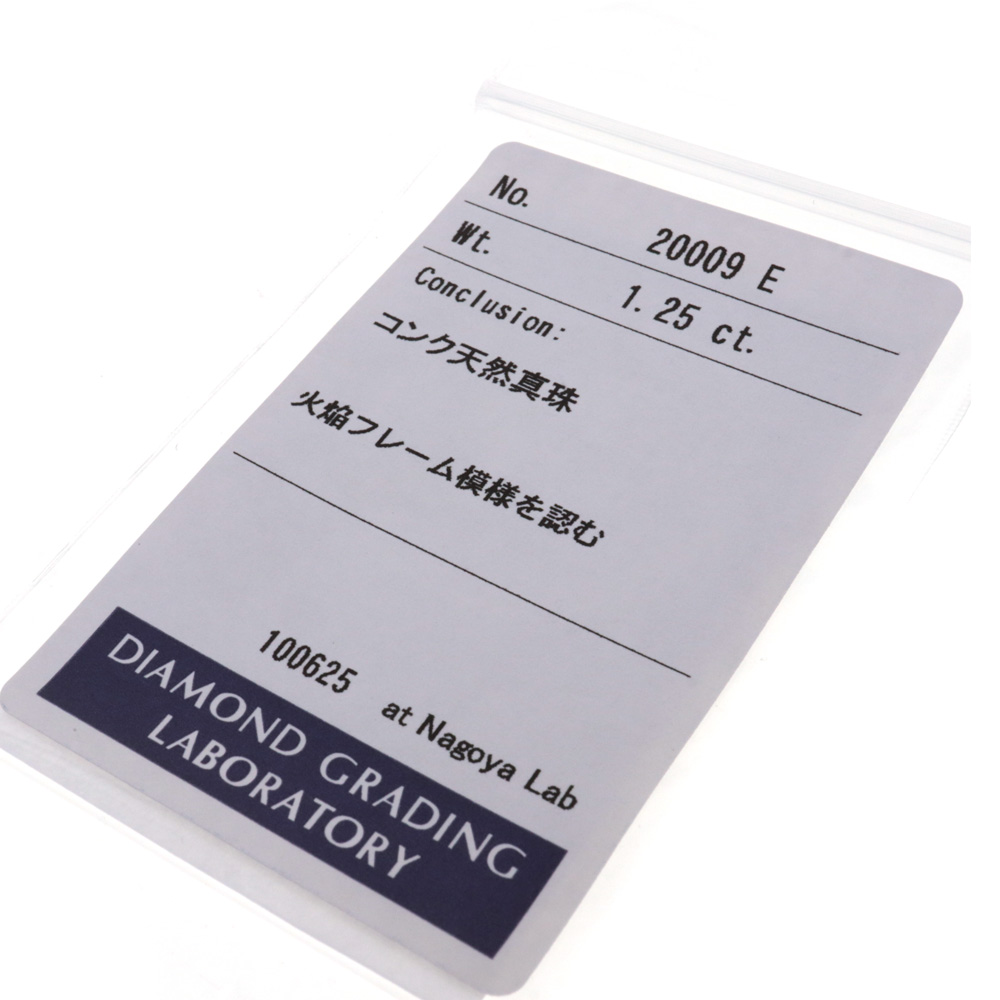 No. 20009 E
Wt. 1.25 ct.
Conclusion:
コンク天然真珠
火焔フレーム模様を認む
100625 at Nagoya Lab
DIAMOND GRADING
LABORATORY